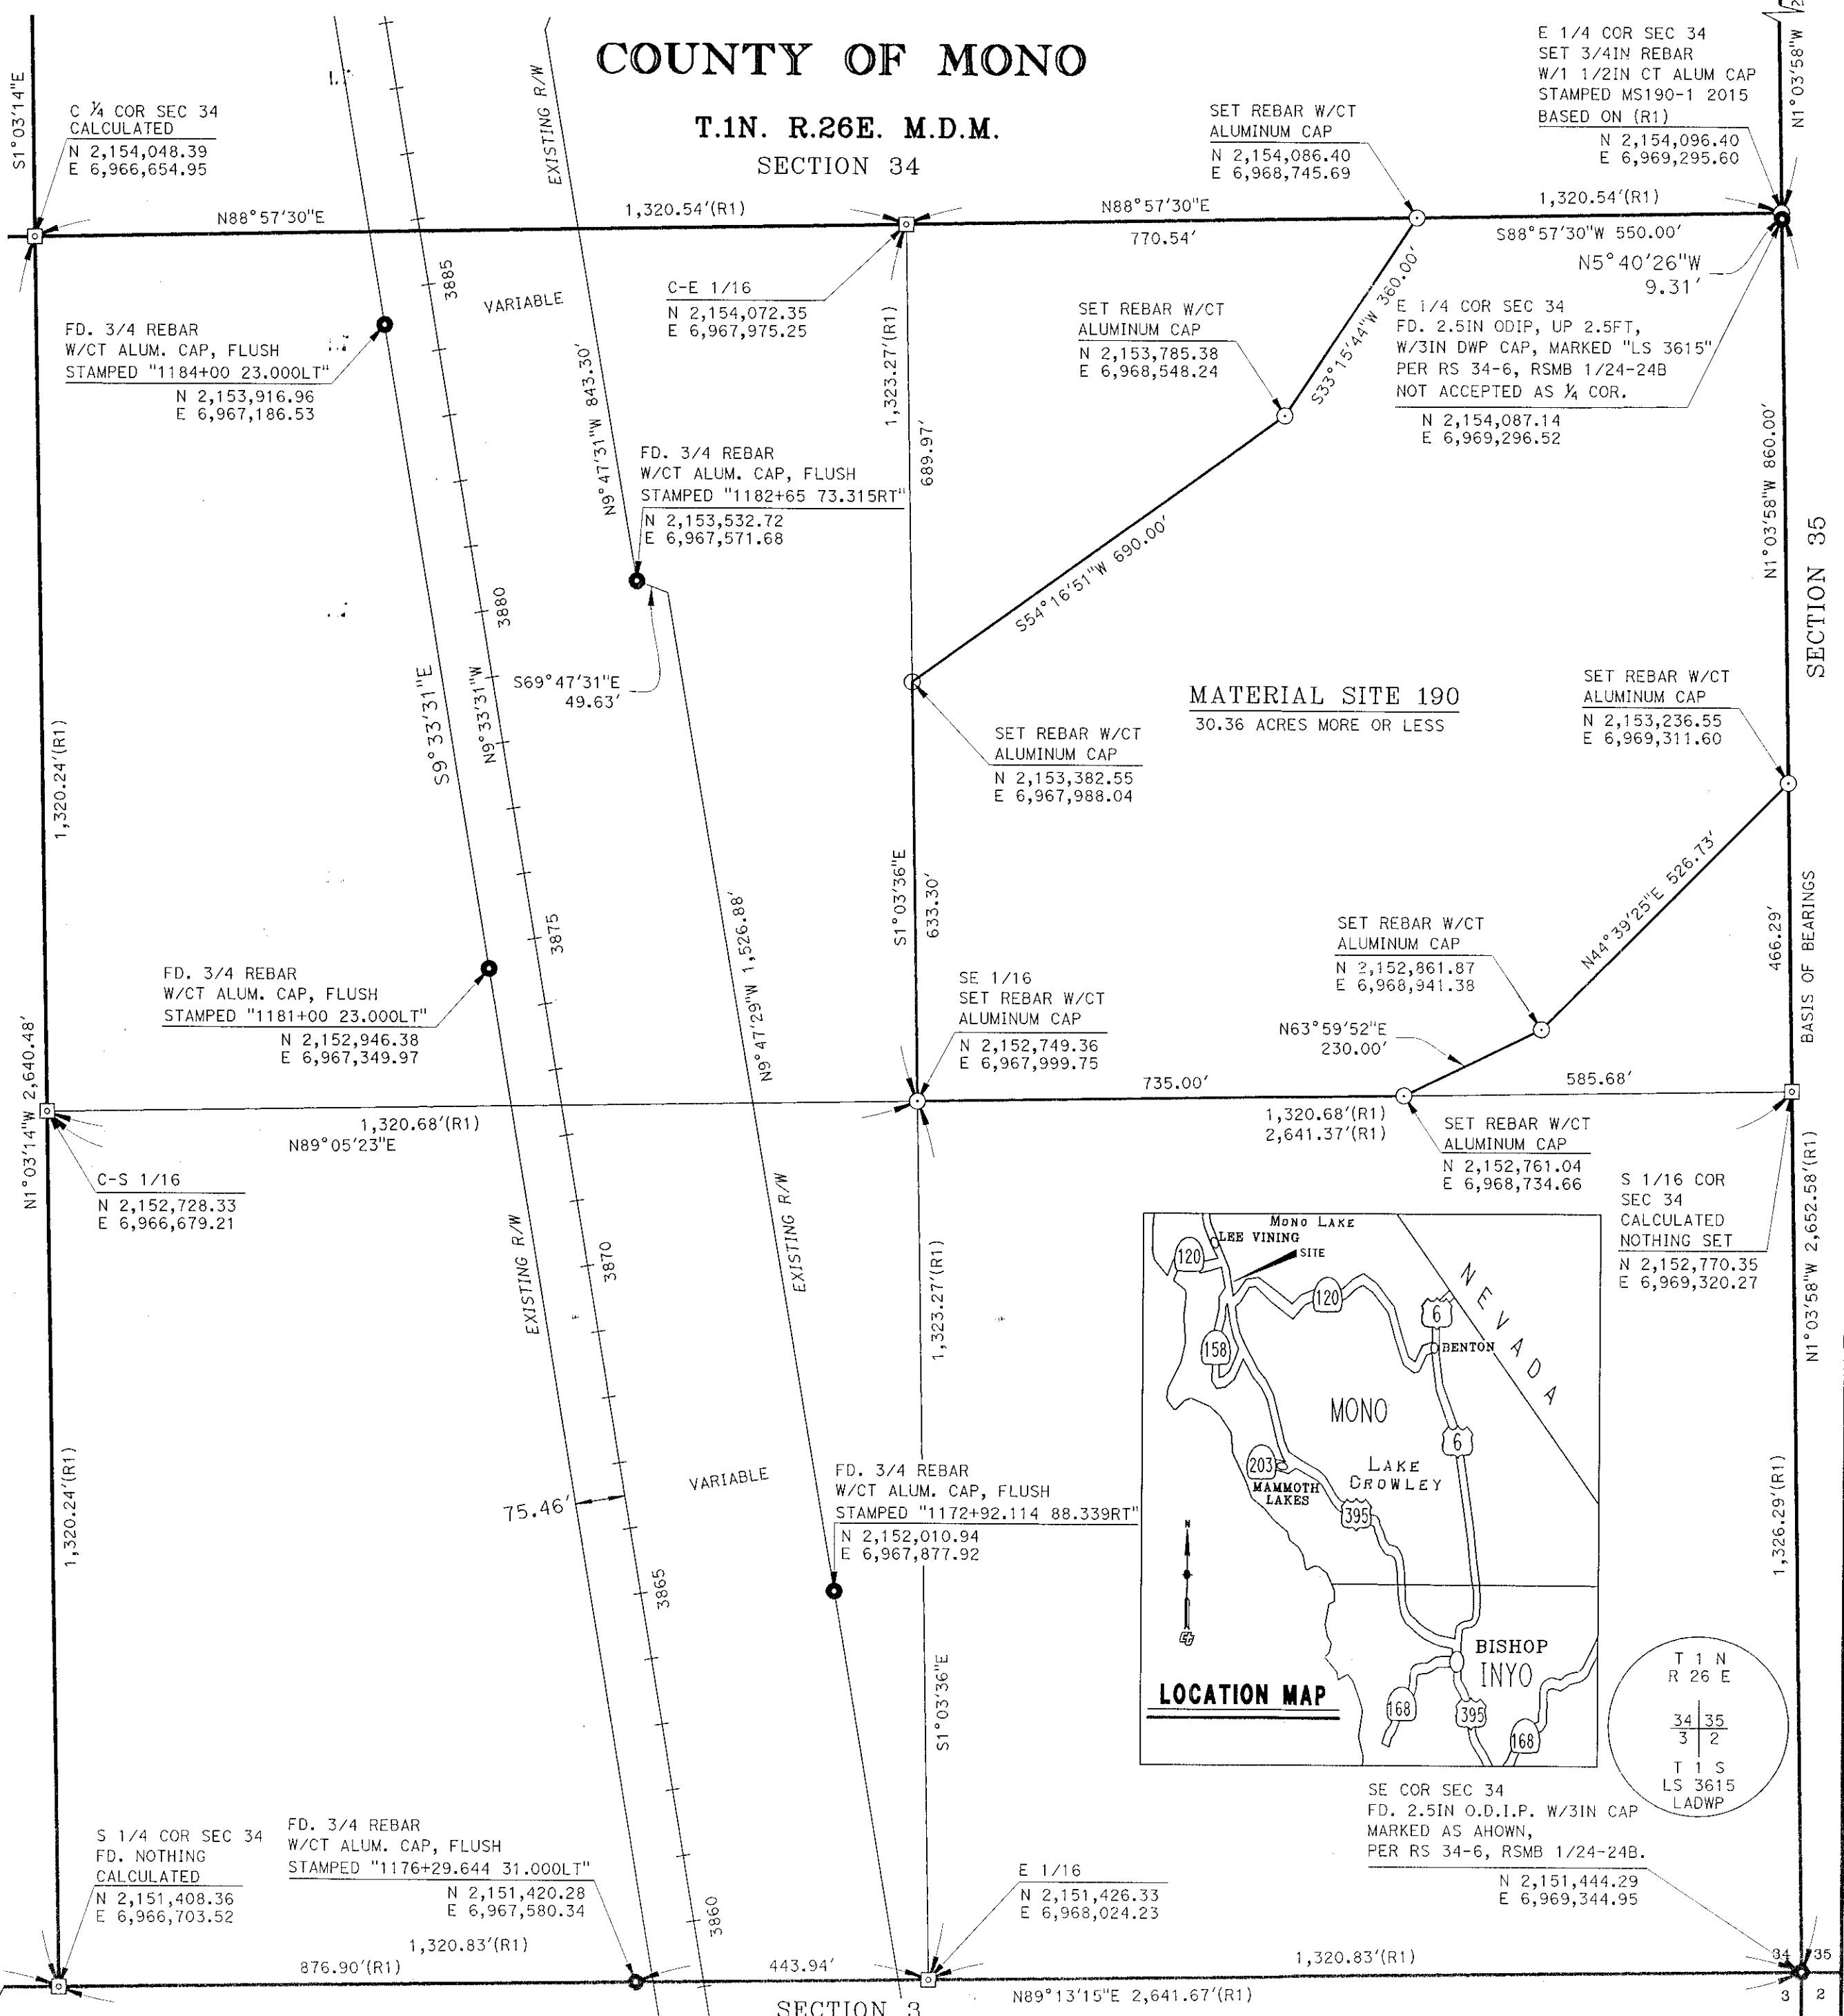 COUNTY OF MONO
T.1N. R.26E. M.D.M.
SECTION 34
S1°03'14"E
C 1/4 COR SEC 34
CALCULATED
N 2,154,048.39
E 6,966,654.95
EXISTING R/W
SET REBAR W/CT
ALUMINUM CAP
N 2,154,086.40
E 6,968,745.69
E 1/4 COR SEC 34
SET 3/4IN REBAR
W/1 1/2IN CT ALUM CAP
STAMPED MS190-1 2015
BASED ON (R1)
N 2,154,096.40
E 6,969,295.60
N1°03'58"W
N88°57'30"E
1,320.54'(R1)
N88°57'30"E
770.54'
1,320.54'(R1)
S88°57'30"W 550.00'
N5°40'26"W
9.31'
3885
VARIABLE
C-E 1/16
N 2,154,072.35
E 6,967,975.25
1,323.27'(R1)
SET REBAR W/CT
ALUMINUM CAP
N 2,153,785.38
E 6,968,548.24
S33°15'44"W 360.00'
E 1/4 COR SEC 34
FD. 2.5IN ODIP, UP 2.5FT,
W/3IN DWP CAP, MARKED "LS 3615"
PER RS 34-6, RSMB 1/24-24B
NOT ACCEPTED AS 1/4 COR.
N 2,154,087.14
E 6,969,296.52
FD. 3/4 REBAR
W/CT ALUM. CAP, FLUSH
STAMPED "1184+00 23.000LT"
N 2,153,916.96
E 6,967,186.53
N9°47'31"W 843.30'
FD. 3/4 REBAR
W/CT ALUM. CAP, FLUSH
STAMPED "1182+65 73.315RT"
N 2,153,532.72
E 6,967,571.68
689.97'
N1°03'58"W 860.00'
SECTION 35
S54°16'51"W 690.00'
3880
S9°33'31"E
N9°33'31"W
S69°47'31"E
49.63'
MATERIAL SITE 190
30.36 ACRES MORE OR LESS
SET REBAR W/CT
ALUMINUM CAP
N 2,153,236.55
E 6,969,311.60
SET REBAR W/CT
ALUMINUM CAP
N 2,153,382.55
E 6,967,988.04
1,320.24'(R1)
S1°03'36"E
633.30'
3875
N9°47'29"W 1,526.88'
N44°39'25"E 526.73'
466.29'
BASIS OF BEARINGS
SET REBAR W/CT
ALUMINUM CAP
N 2,152,861.87
E 6,968,941.38
FD. 3/4 REBAR
W/CT ALUM. CAP, FLUSH
STAMPED "1181+00 23.000LT"
N 2,152,946.38
E 6,967,349.97
SE 1/16
SET REBAR W/CT
ALUMINUM CAP
N 2,152,749.36
E 6,967,999.75
N63°59'52"E
230.00'
N1°03'14"W 2,640.48'
735.00'
585.68'
1,320.68'(R1)
N89°05'23"E
1,320.68'(R1)
2,641.37'(R1)
SET REBAR W/CT
ALUMINUM CAP
N 2,152,761.04
E 6,968,734.66
C-S 1/16
N 2,152,728.33
E 6,966,679.21
S 1/16 COR
SEC 34
CALCULATED
NOTHING SET
N 2,152,770.35
E 6,969,320.27
N1°03'58"W 2,652.58'(R1)
EXISTING R/W
3870
EXISTING R/W
1,323.27'(R1)
MONO LAKE
LEE VINING
SITE
120
120
158
6
BENTON
NEVADA
MONO
6
LAKE
CROWLEY
203
MAMMOTH
LAKES
395
N
BISHOP
INYO
168
395
168
LOCATION MAP
75.46'
VARIABLE
FD. 3/4 REBAR
W/CT ALUM. CAP, FLUSH
STAMPED "1172+92.114 88.339RT"
N 2,152,010.94
E 6,967,877.92
1,320.24'(R1)
3865
S1°03'36"E
1,326.29'(R1)
T 1 N
R 26 E
34 35
3 2
T 1 S
LS 3615
LADWP
SE COR SEC 34
FD. 2.5IN O.D.I.P. W/3IN CAP
MARKED AS AHOWN,
PER RS 34-6, RSMB 1/24-24B.
N 2,151,444.29
E 6,969,344.95
S 1/4 COR SEC 34
FD. NOTHING
CALCULATED
N 2,151,408.36
E 6,966,703.52
FD. 3/4 REBAR
W/CT ALUM. CAP, FLUSH
STAMPED "1176+29.644 31.000LT"
N 2,151,420.28
E 6,967,580.34
3860
E 1/16
N 2,151,426.33
E 6,968,024.23
1,320.83'(R1)
876.90'(R1)
443.94'
1,320.83'(R1)
N89°13'15"E 2,641.67'(R1)
34 35
3 2
SECTION 3